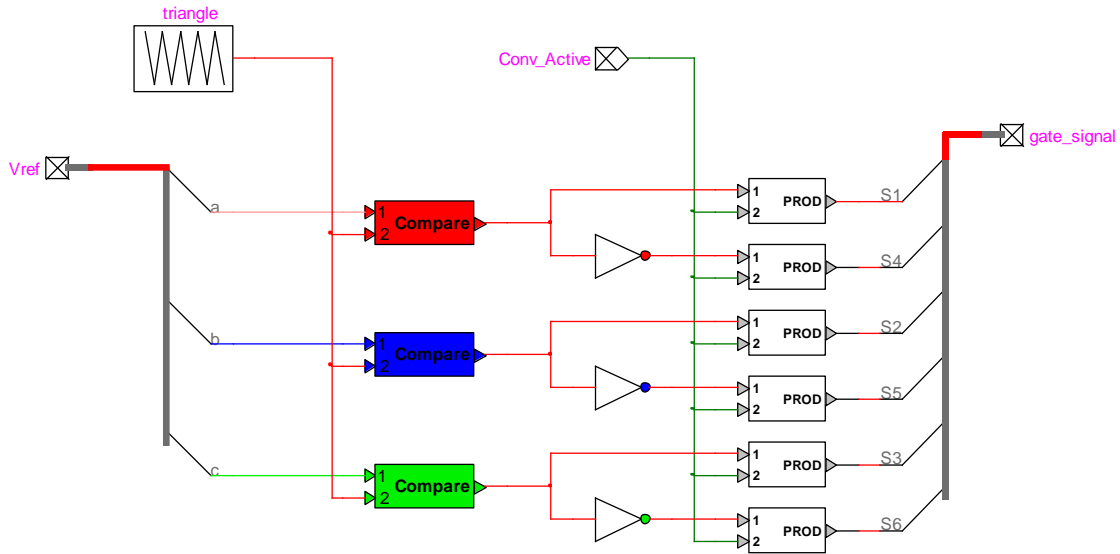 triangle
Conv_Active
gate_signal
Vref
a
1
2
Compare
1
2
PROD
S1
1
2
PROD
S4
b
1
2
Compare
1
2
PROD
S2
1
2
PROD
S5
c
1
2
Compare
1
2
PROD
S3
1
2
PROD
S6